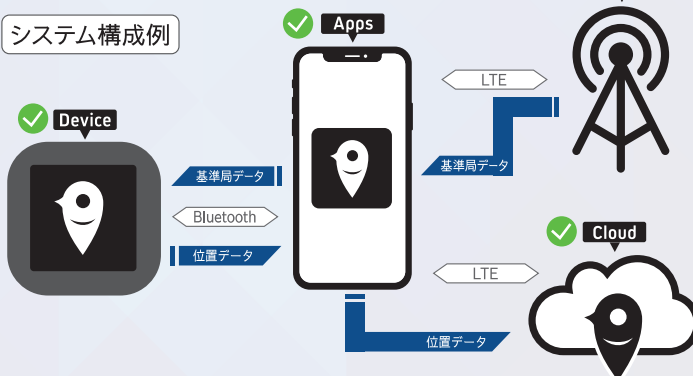 システム構成例
Apps
LTE
基準局データ
Device
基準局データ
Bluetooth
位置データ
Cloud
LTE
位置データ